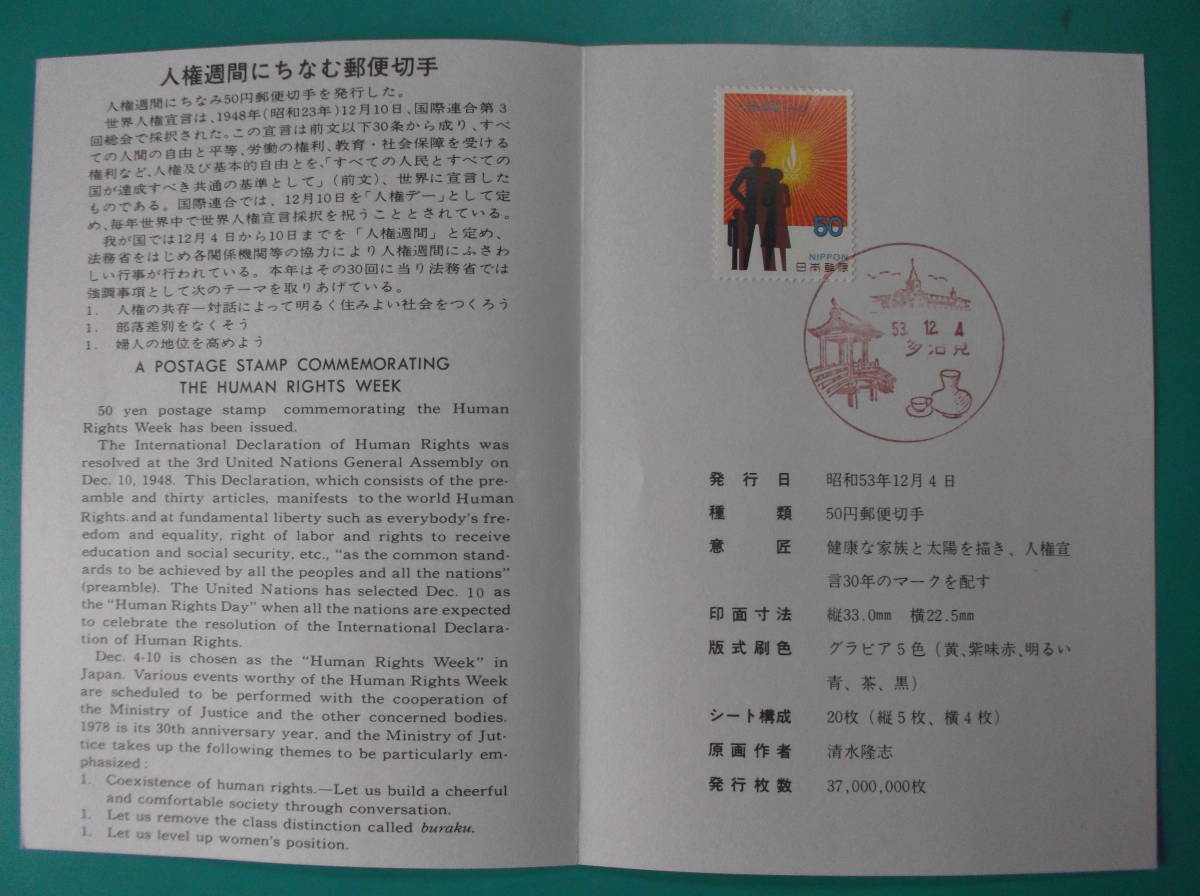 人権週間にちなむ郵便切手
人権週間にちなみ50円郵便切手を発行した。
世界人権宣言は、1948年(昭和23年)12月10日、国際連合第3
回総会で採択された。この宣言は前文以下30条から成り、すべ
ての人間の自由と平等、労働の権利、教育・社会保障を受ける
権利など、人権及び基本的自由とを、「すべての人民とすべての
国が達成すべき共通の基準として」(前文)、世界に宣言した
ものである。国際連合では、12月10日を「人権デー」として定
め、毎年世界中で世界人権宣言採択を祝うこととされている。
我が国では12月4日から10日までを「人権週間」と定め、
法務省をはじめ各関係機関等の協力により人権週間にふさわ
しい行事が行われている。本年はその30回に当り法務省では
強調事項として次のテーマを取りあげている。
1. 人権の共存―対話によって明るく住みよい社会をつくろう
1. 部落差別をなくそう
1. 婦人の地位を高めよう
A POSTAGE STAMP COMMEMORATING
THE HUMAN RIGHTS WEEK
50 yen postage stamp commemorating the Human
Rights Week has been issued.
The International Declaration of Human Rights was
resolved at the 3rd United Nations General Assembly on
Dec. 10, 1948. This Declaration, which consists of the pre-
amble and thirty articles, manifests to the world Human
Rights and at fundamental liberty such as everybody's fre-
edom and equality, right of labor and rights to receive
education and social security, etc., "as the common stand-
ards to be achieved by all the peoples and all the nations"
(preamble). The United Nations has selected Dec. 10 as
the "Human Rights Day" when all the nations are expected
to celebrate the resolution of the International Declara-
tion of Human Rights.
Dec. 4-10 is chosen as the "Human Rights Week" in
Japan. Various events worthy of the Human Rights Week
are scheduled to be performed with the cooperation of
the Ministry of Justice and the other concerned bodies.
1978 is its 30th anniversary year, and the Ministry of Jut-
tice takes up the following themes to be particularly em-
phasized :
1. Coexistence of human rights.—Let us build a cheerful
and comfortable society through conversation.
1. Let us remove the class distinction called buraku.
1. Let us level up women's position.
50
NIPPON
日本郵便
53 12 4
多治見
発行日 昭和53年12月4日
種類 50円郵便切手
意匠 健康な家族と太陽を描き、人権宣
言30年のマークを配す
印面寸法 縦33.0㎜ 横22.5㎜
版式刷色 グラビア5色(黄、紫味赤、明るい
青、茶、黒)
シート構成 20枚(縦5枚、横4枚)
原画作者 清水隆志
発行枚数 37,000,000枚